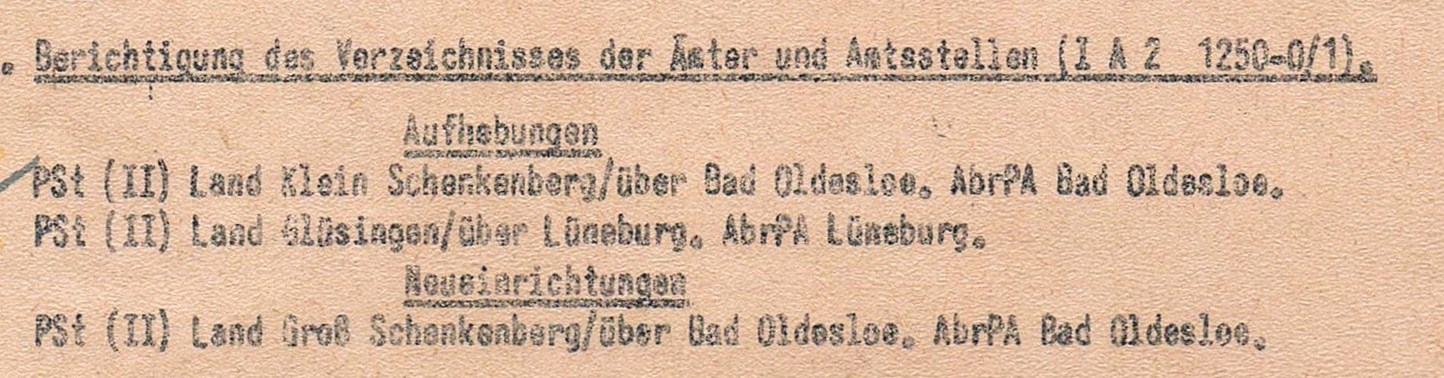 . Berichtigung des Verzeichnisses der Ämter und Amtsstellen (I A 2 1250-0/1).
Aufhebungen
PSt (II) Land Klein Schenkenberg/über Bad Oldesloe. AbrPA Bad Oldesloe.
PSt (II) Land Glüsingen/über Lüneburg. AbrPA Lüneburg.
Neueinrichtungen
PSt (II) Land Groß Schenkenberg/über Bad Oldesloe. AbrPA Bad Oldesloe.